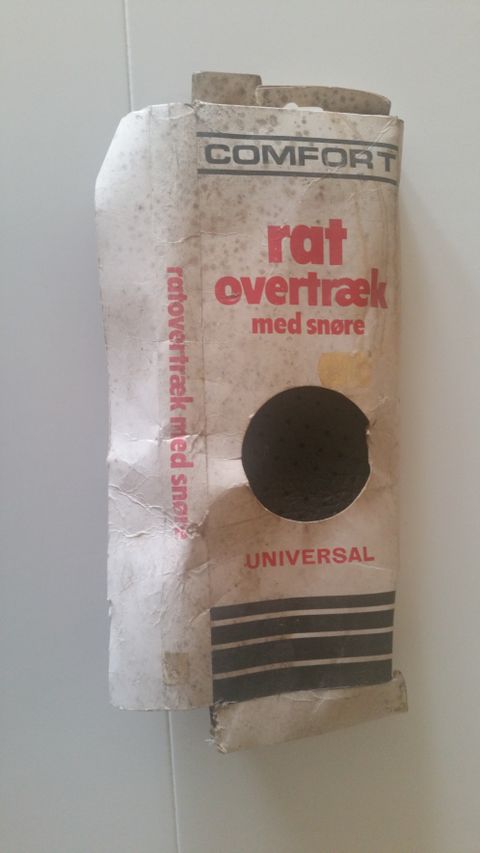 COMFORT
rat
overtræk
med snøre
ratovertræk med snøre
UNIVERSAL